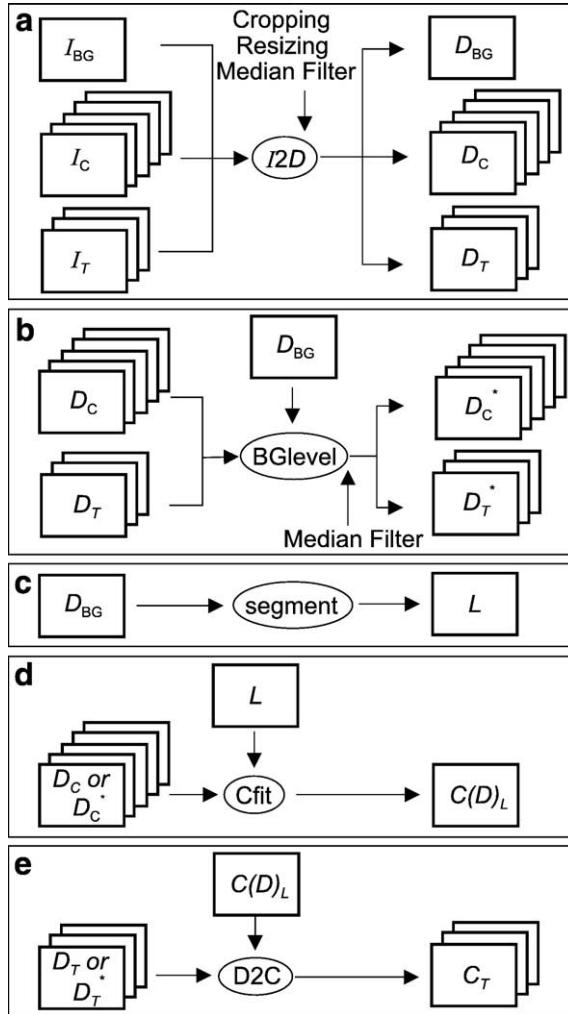 a
I_BG
Cropping
Resizing
Median Filter
D_BG
I_C
I2D
D_C
I_T
D_T
b
D_BG
D_C
D_C*
BGlevel
D_T
D_T*
Median Filter
c
D_BG
segment
L
d
L
D_C or
D_C*
Cfit
C(D)_L
e
C(D)_L
D_T or
D_T*
D2C
C_T